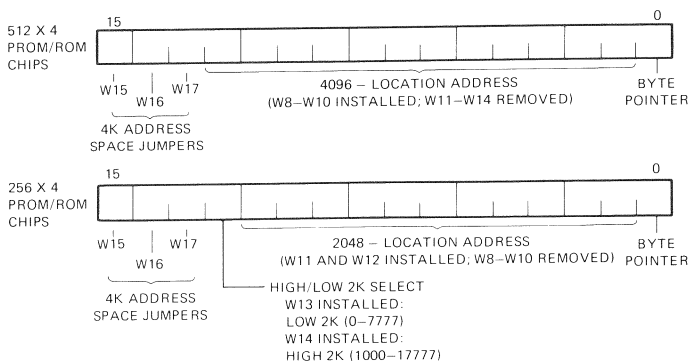 15
0
512 X 4
PROM/ROM
CHIPS
W15
W16
W17
4096 – LOCATION ADDRESS
(W8–W10 INSTALLED; W11–W14 REMOVED)
BYTE
POINTER
4K ADDRESS
SPACE JUMPERS
15
0
256 X 4
PROM/ROM
CHIPS
W15
W16
W17
2048 – LOCATION ADDRESS
(W11 AND W12 INSTALLED; W8–W10 REMOVED)
BYTE
POINTER
4K ADDRESS
SPACE JUMPERS
HIGH/LOW 2K SELECT
W13 INSTALLED:
LOW 2K (0–7777)
W14 INSTALLED:
HIGH 2K (1000–17777)